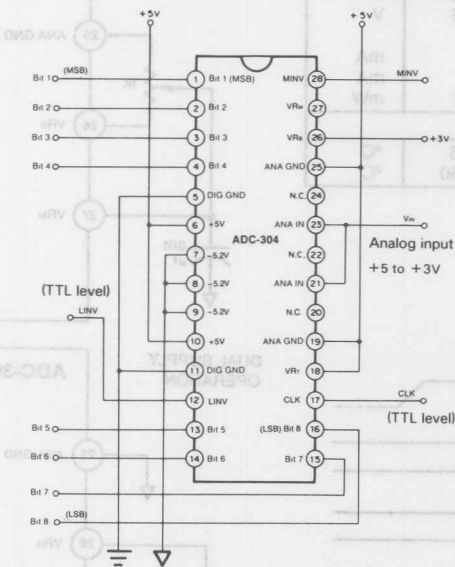 +5V
+5V
Bit 1 (MSB)
1 Bit 1 (MSB)
MINV 28
MINV
Bit 2
2 Bit 2
VRM 27
Bit 3
3 Bit 3
VRB 26
+3V
Bit 4
4 Bit 4
ANA GND 25
5 DIG GND
N.C. 24
6 +5V
ANA IN 23
VIN
ADC-304
Analog input
+5 to +3V
7 -5.2V
N.C. 22
8 -5.2V
ANA IN 21
(TTL level)
LINV
9 -5.2V
N.C 20
10 +5V
ANA GND 19
11 DIG GND
VRT 18
12 LINV
CLK 17
CLK
(TTL level)
Bit 5
13 Bit 5
(LSB) Bit 8 16
Bit 6
14 Bit 6
Bit 7 15
Bit 7
Bit 8 (LSB)